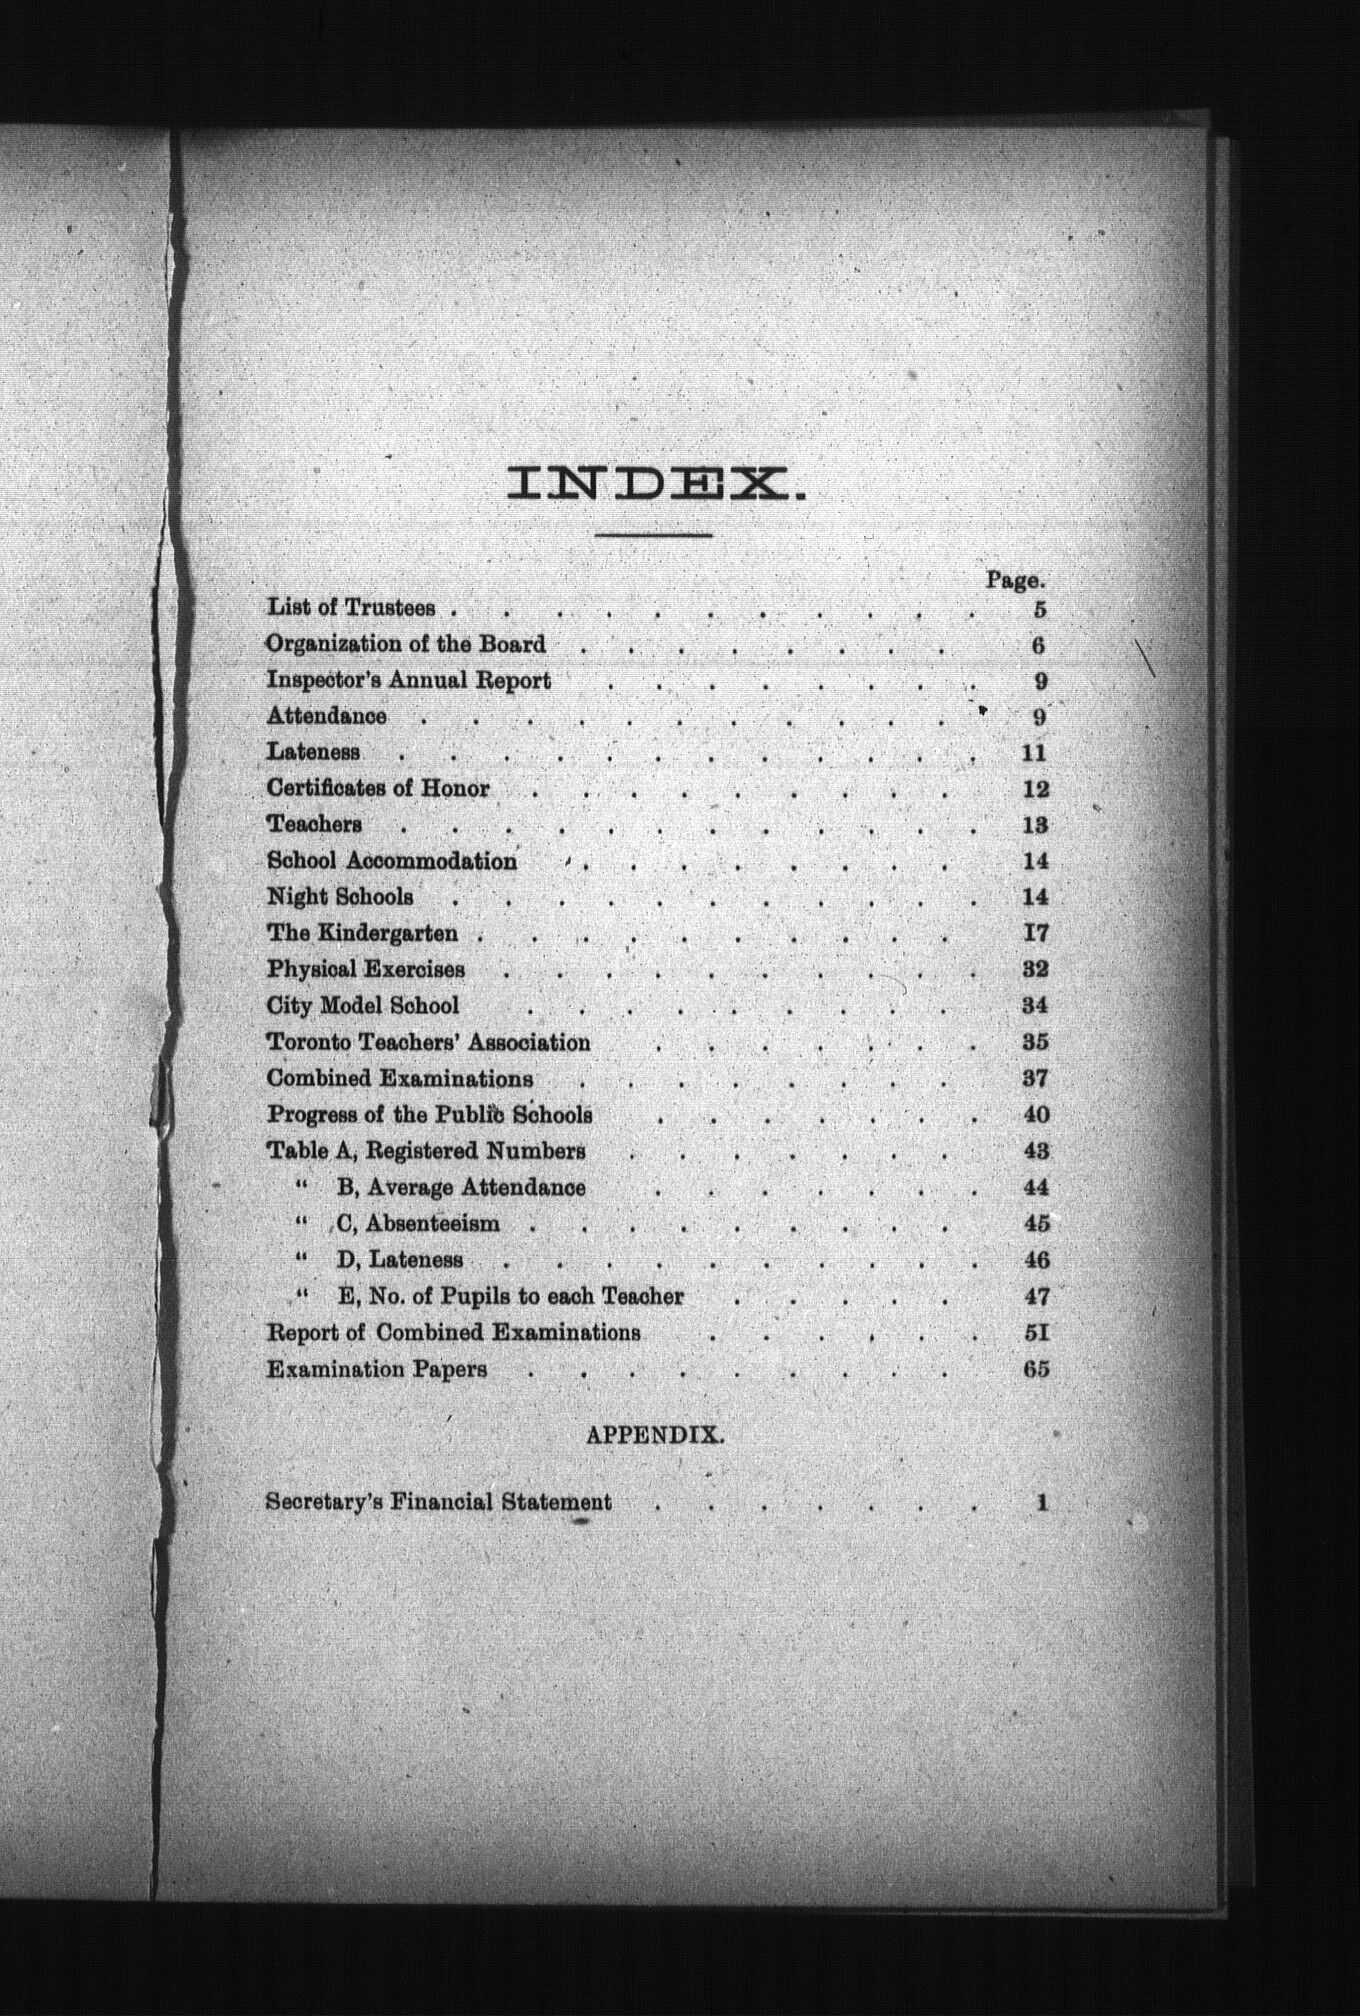 INDEX.
Page.
List of Trustees . . . . . . . . . . . 5
Organization of the Board . . . . . . . . 6
Inspector's Annual Report . . . . . . . . 9
Attendance . . . . . . . . . . . 9
Lateness . . . . . . . . . . . . 11
Certificates of Honor . . . . . . . . . 12
Teachers . . . . . . . . . . . . 13
School Accommodation . . . . . . . . 14
Night Schools . . . . . . . . . . . 14
The Kindergarten . . . . . . . . . . I7
Physical Exercises . . . . . . . . . . 32
City Model School . . . . . . . . . 34
Toronto Teachers' Association . . . . . . . 35
Combined Examinations . . . . . . . . 37
Progress of the Public Schools . . . . . . . 40
Table A, Registered Numbers . . . . . . . 43
" B, Average Attendance . . . . . . . 44
" C, Absenteeism . . . . . . . . . 45
" D, Lateness . . . . . . . . . . 46
" E, No. of Pupils to each Teacher . . . . . 47
Report of Combined Examinations . . . . . . 5I
Examination Papers . . . . . . . . . 65
APPENDIX.
Secretary's Financial Statement . . . . . . . 1